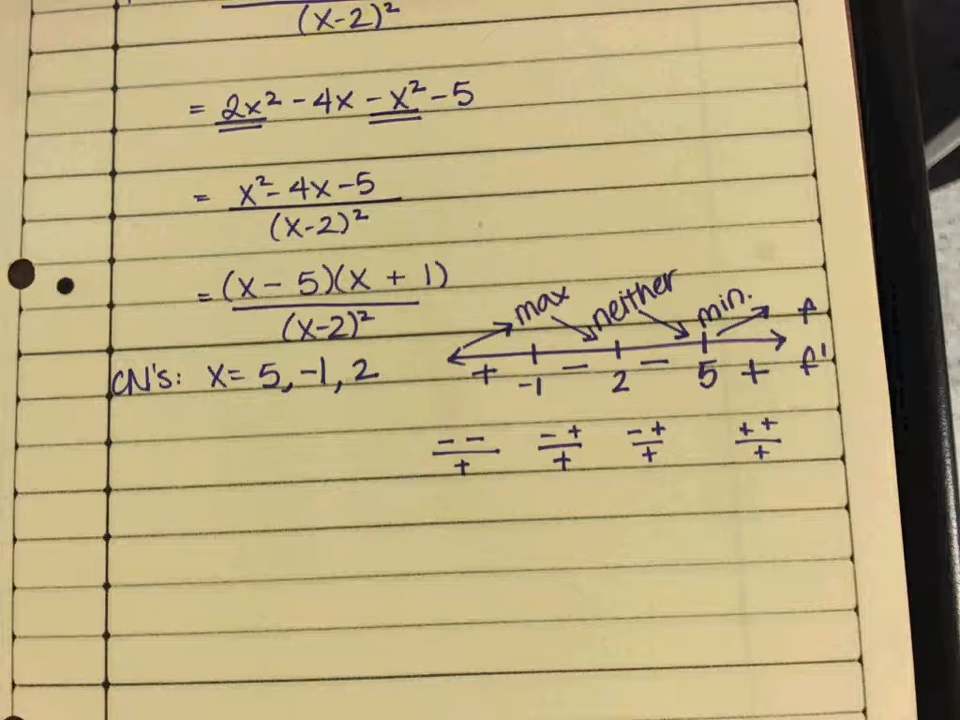 (x-2)²
= 2x² - 4x - x² - 5
= x² - 4x - 5
(x-2)²
= (x - 5)(x + 1)
(x-2)²
max neither min. f
CN's: x = 5, -1, 2
+ -1 - 2 - 5 + f'
- - - + - + + +
+ + + +